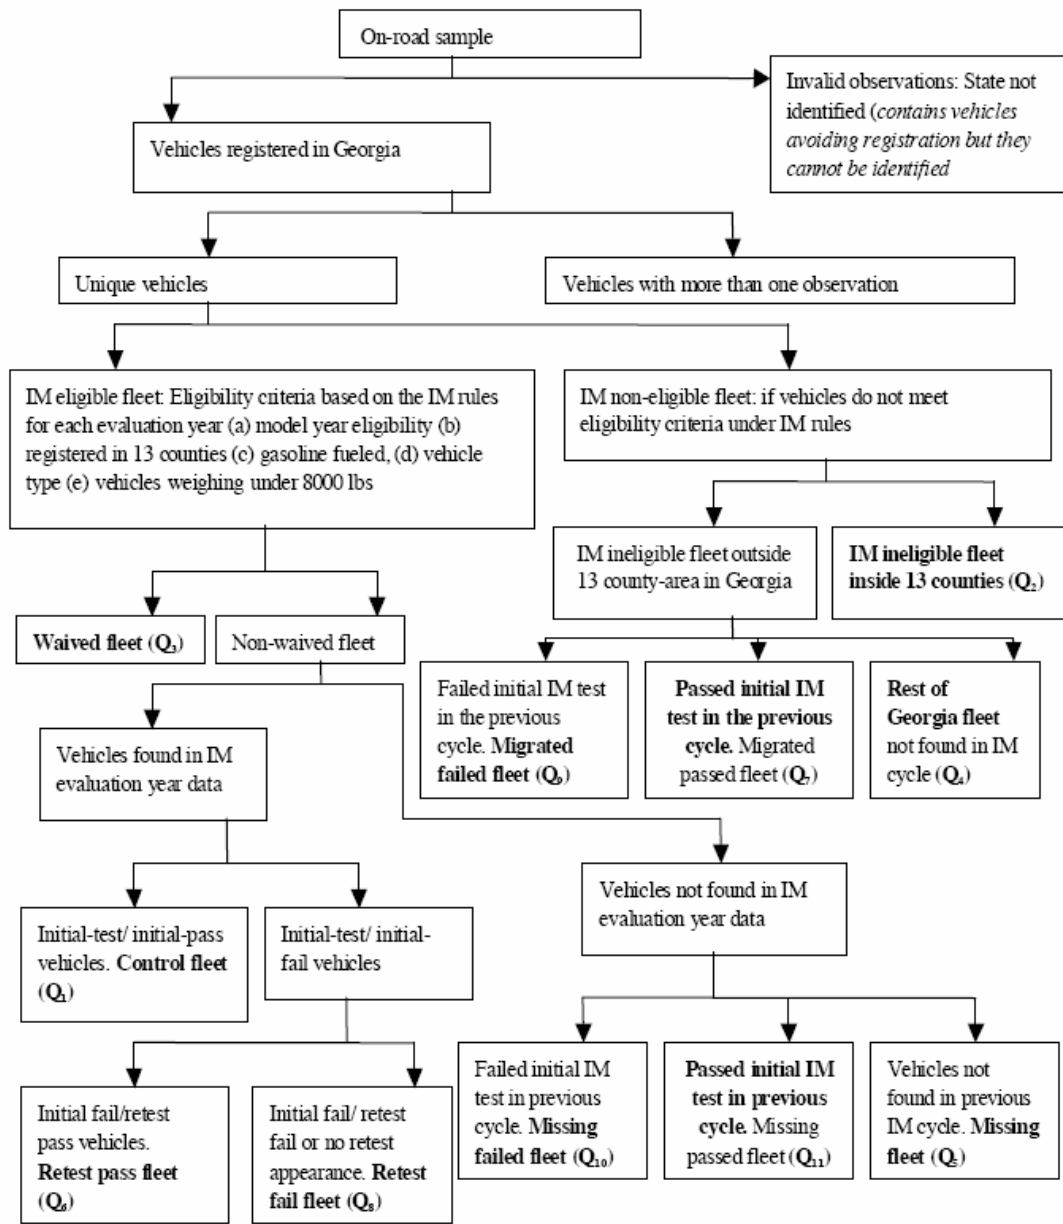 On-road sample
Invalid observations: State not
identified (contains vehicles
avoiding registration but they
cannot be identified
Vehicles registered in Georgia
Unique vehicles
Vehicles with more than one observation
IM eligible fleet: Eligibility criteria based on the IM rules
for each evaluation year (a) model year eligibility (b)
registered in 13 counties (c) gasoline fueled, (d) vehicle
type (e) vehicles weighing under 8000 lbs
IM non-eligible fleet: if vehicles do not meet
eligibility criteria under IM rules
IM ineligible fleet outside
13 county-area in Georgia
IM ineligible fleet
inside 13 counties (Q₂)
Waived fleet (Q₃)
Non-waived fleet
Failed initial IM test
in the previous
cycle. Migrated
failed fleet (Q₉)
Passed initial IM
test in the previous
cycle. Migrated
passed fleet (Q₇)
Rest of
Georgia fleet
not found in IM
cycle (Q₄)
Vehicles found in IM
evaluation year data
Vehicles not found in IM
evaluation year data
Initial-test/ initial-pass
vehicles. Control fleet
(Q₁)
Initial-test/ initial-
fail vehicles
Failed initial IM
test in previous
cycle. Missing
failed fleet (Q₁₀)
Passed initial IM
test in previous
cycle. Missing
passed fleet (Q₁₁)
Vehicles not
found in previous
IM cycle. Missing
fleet (Q₅)
Initial fail/retest
pass vehicles.
Retest pass fleet
(Q₆)
Initial fail/ retest
fail or no retest
appearance. Retest
fail fleet (Q₈)